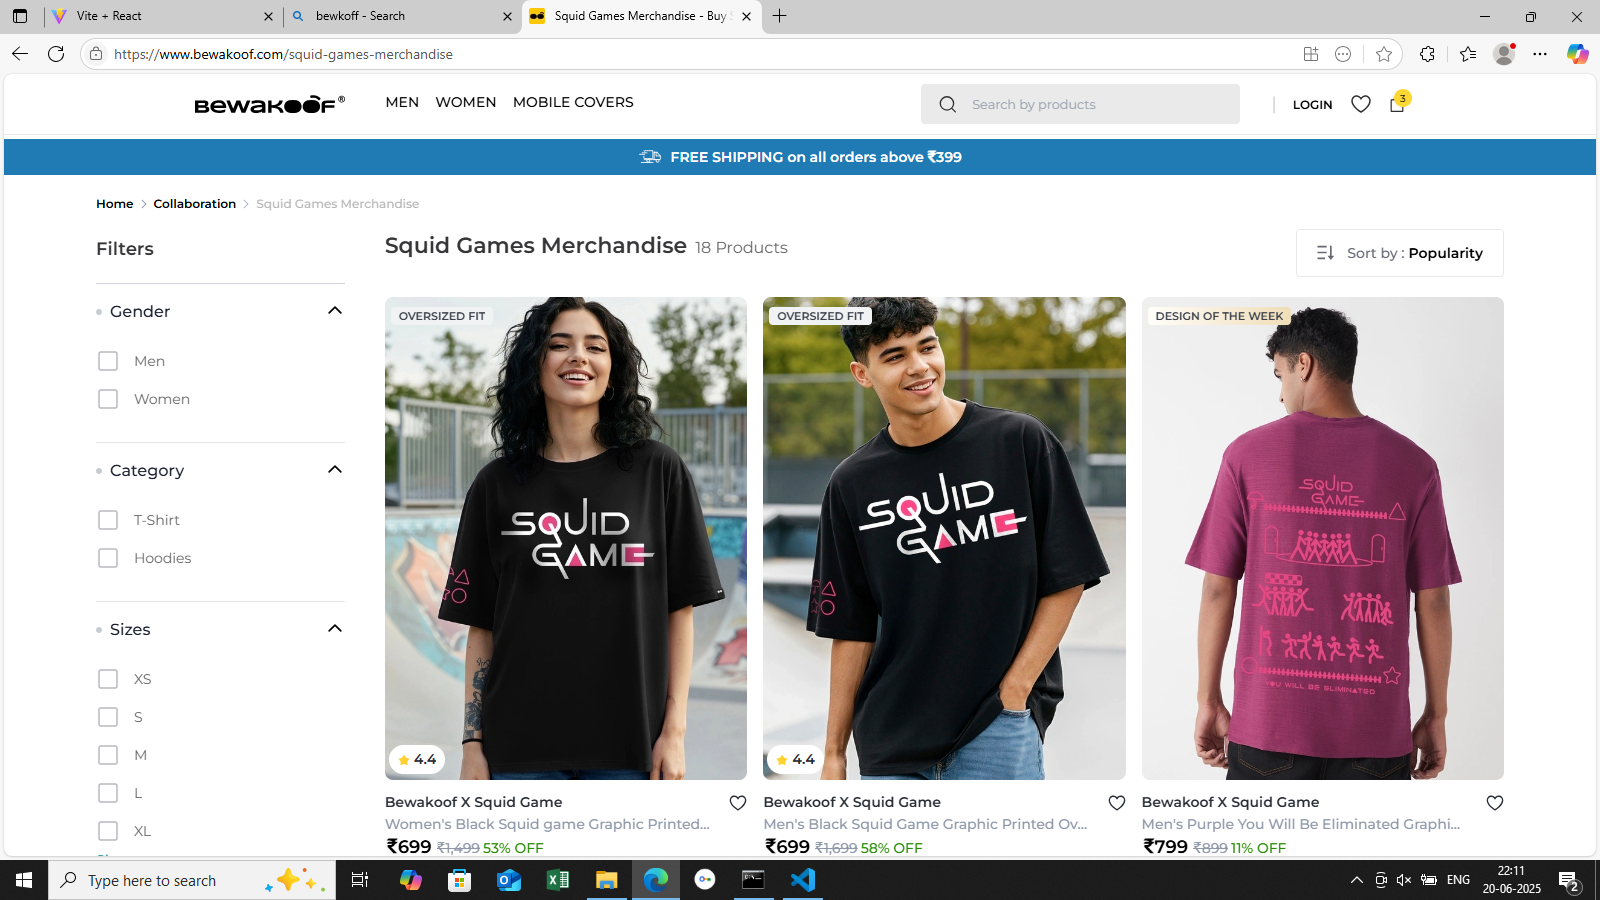 Vite + React
bewkoff - Search
Squid Games Merchandise - Buy S
https://www.bewakoof.com/squid-games-merchandise
BEWAKOOF®
MEN WOMEN MOBILE COVERS
Search by products
LOGIN
3
FREE SHIPPING on all orders above ₹399
Home > Collaboration > Squid Games Merchandise
Filters
Squid Games Merchandise 18 Products
Sort by : Popularity
Gender
Men
Women
Category
T-Shirt
Hoodies
Sizes
XS
S
M
L
XL
OVERSIZED FIT
SQUID
GAME
4.4
Bewakoof X Squid Game
Women's Black Squid game Graphic Printed...
₹699 ₹1,499 53% OFF
OVERSIZED FIT
SQUID
GAME
4.4
Bewakoof X Squid Game
Men's Black Squid Game Graphic Printed Ov...
₹699 ₹1,699 58% OFF
DESIGN OF THE WEEK
SQUID
GAME
YOU WILL BE ELIMINATED
Bewakoof X Squid Game
Men's Purple You Will Be Eliminated Graphi...
₹799 ₹899 11% OFF
Type here to search
ENG
22:11
20-06-2025
2